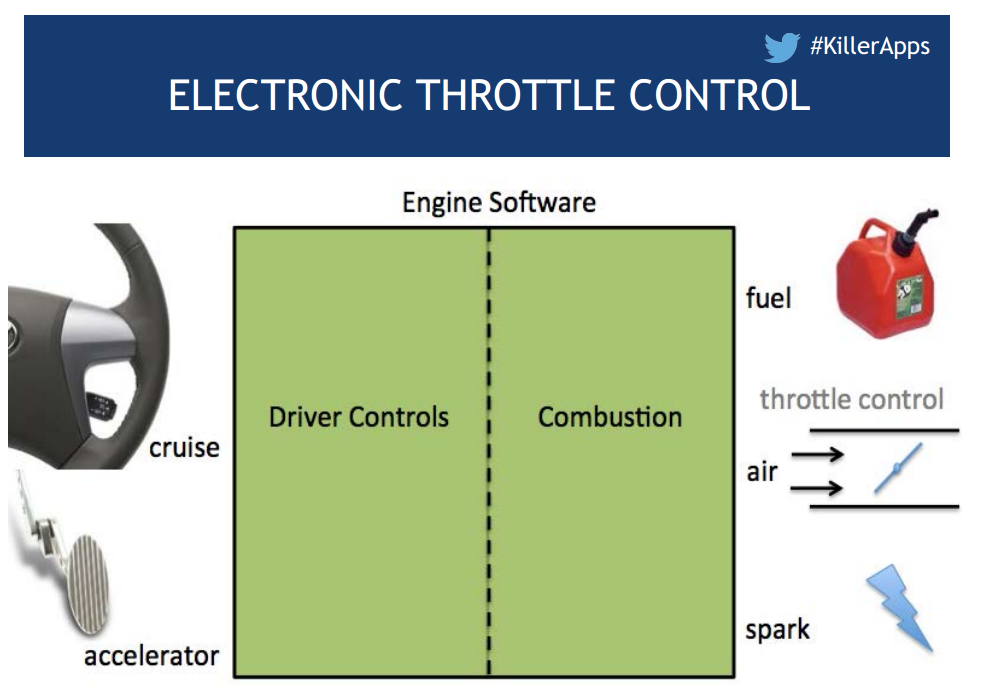 #KillerApps
ELECTRONIC THROTTLE CONTROL
Engine Software
fuel
throttle control
Driver Controls
Combustion
cruise
air
accelerator
spark